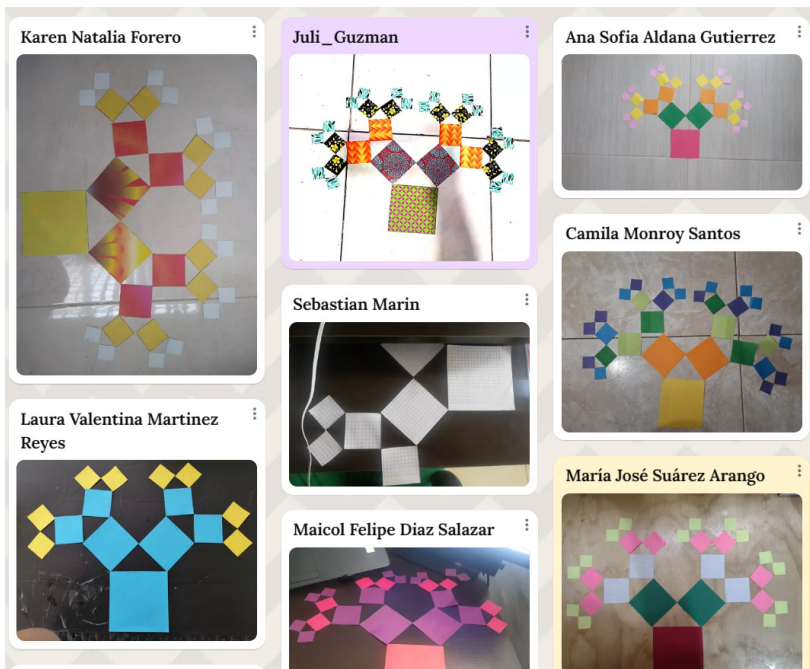 Karen Natalia Forero
Juli_Guzman
Ana Sofia Aldana Gutierrez
Camila Monroy Santos
Sebastian Marin
Laura Valentina Martinez
Reyes
María José Suárez Arango
Maicol Felipe Diaz Salazar